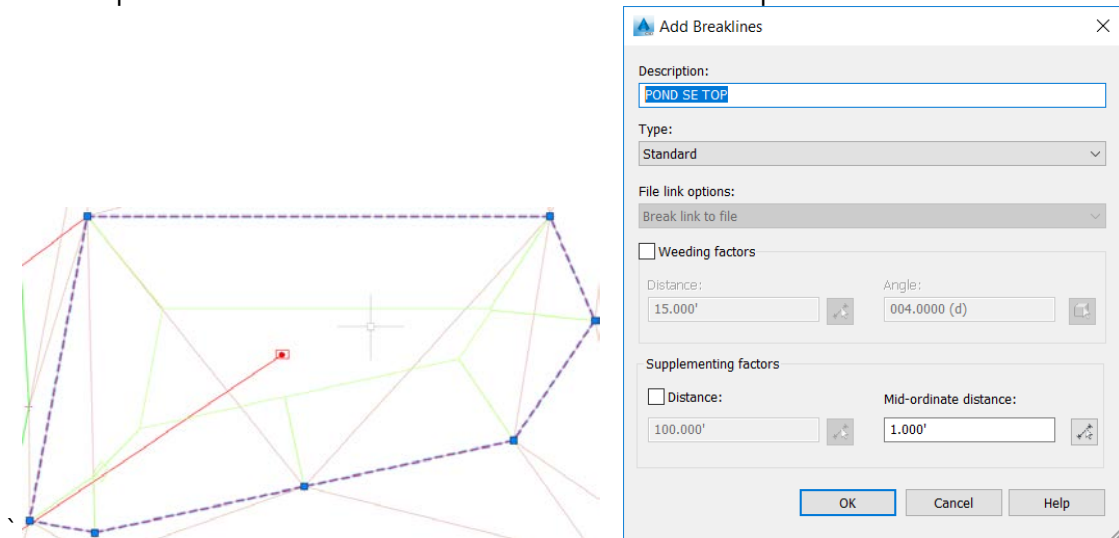 Add Breaklines
Description:
POND SE TOP
Type:
Standard
File link options:
Break link to file
Weeding factors
Distance: Angle:
15.000' 004.0000 (d)
Supplementing factors
Distance: Mid-ordinate distance:
100.000' 1.000'
OK Cancel Help